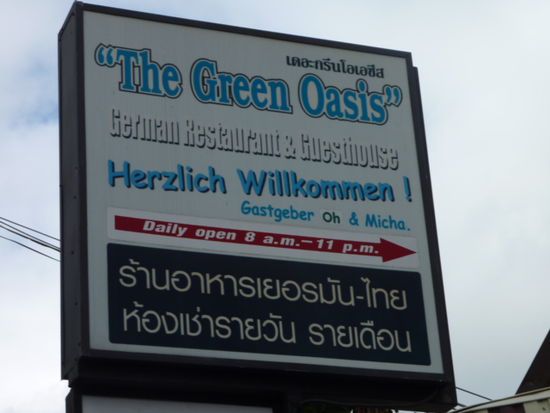 เดอะกรีนโอเอซีส
"The Green Oasis"
German Restaurant & Guesthouse
Herzlich Willkommen !
Gastgeber Oh & Micha.
Daily open 8 a.m.–11 p.m.
ร้านอาหารเยอรมัน-ไทย
ห้องเช่ารายวัน รายเดือน